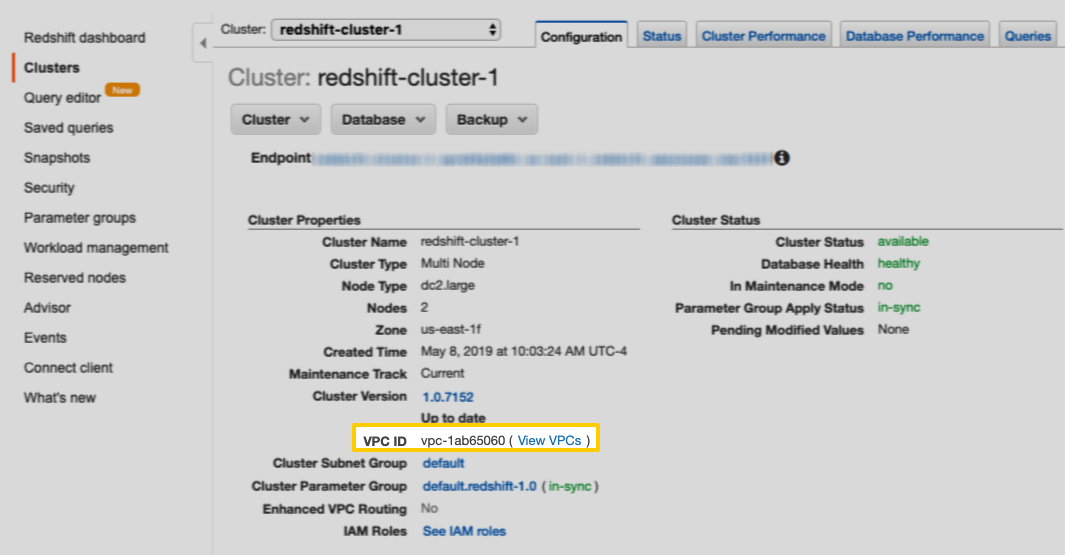 Redshift dashboard
Clusters
Query editor New
Saved queries
Snapshots
Security
Parameter groups
Workload management
Reserved nodes
Advisor
Events
Connect client
What's new
Cluster: redshift-cluster-1
Configuration Status Cluster Performance Database Performance Queries
Cluster: redshift-cluster-1
Cluster Database Backup
Endpoint
Cluster Properties
Cluster Name redshift-cluster-1
Cluster Type Multi Node
Node Type dc2.large
Nodes 2
Zone us-east-1f
Created Time May 8, 2019 at 10:03:24 AM UTC-4
Maintenance Track Current
Cluster Version 1.0.7152
Up to date
VPC ID vpc-1ab65060 ( View VPCs )
Cluster Subnet Group default
Cluster Parameter Group default.redshift-1.0 ( in-sync )
Enhanced VPC Routing No
IAM Roles See IAM roles
Cluster Status
Cluster Status available
Database Health healthy
In Maintenance Mode no
Parameter Group Apply Status in-sync
Pending Modified Values None